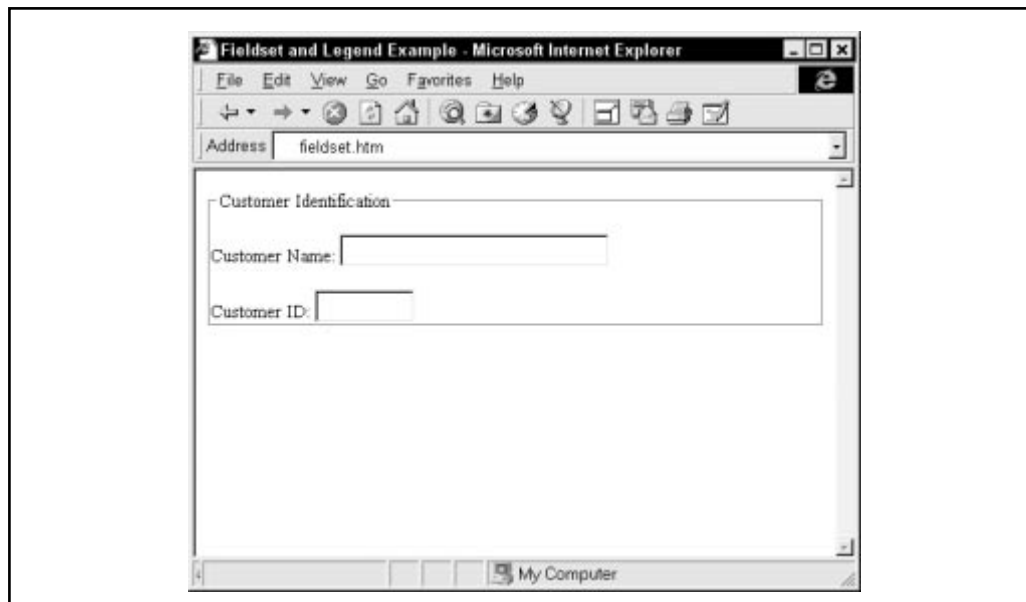 Fieldset and Legend Example - Microsoft Internet Explorer
File Edit View Go Favorites Help
Address fieldset.htm
Customer Identification
Customer Name:
Customer ID:
My Computer